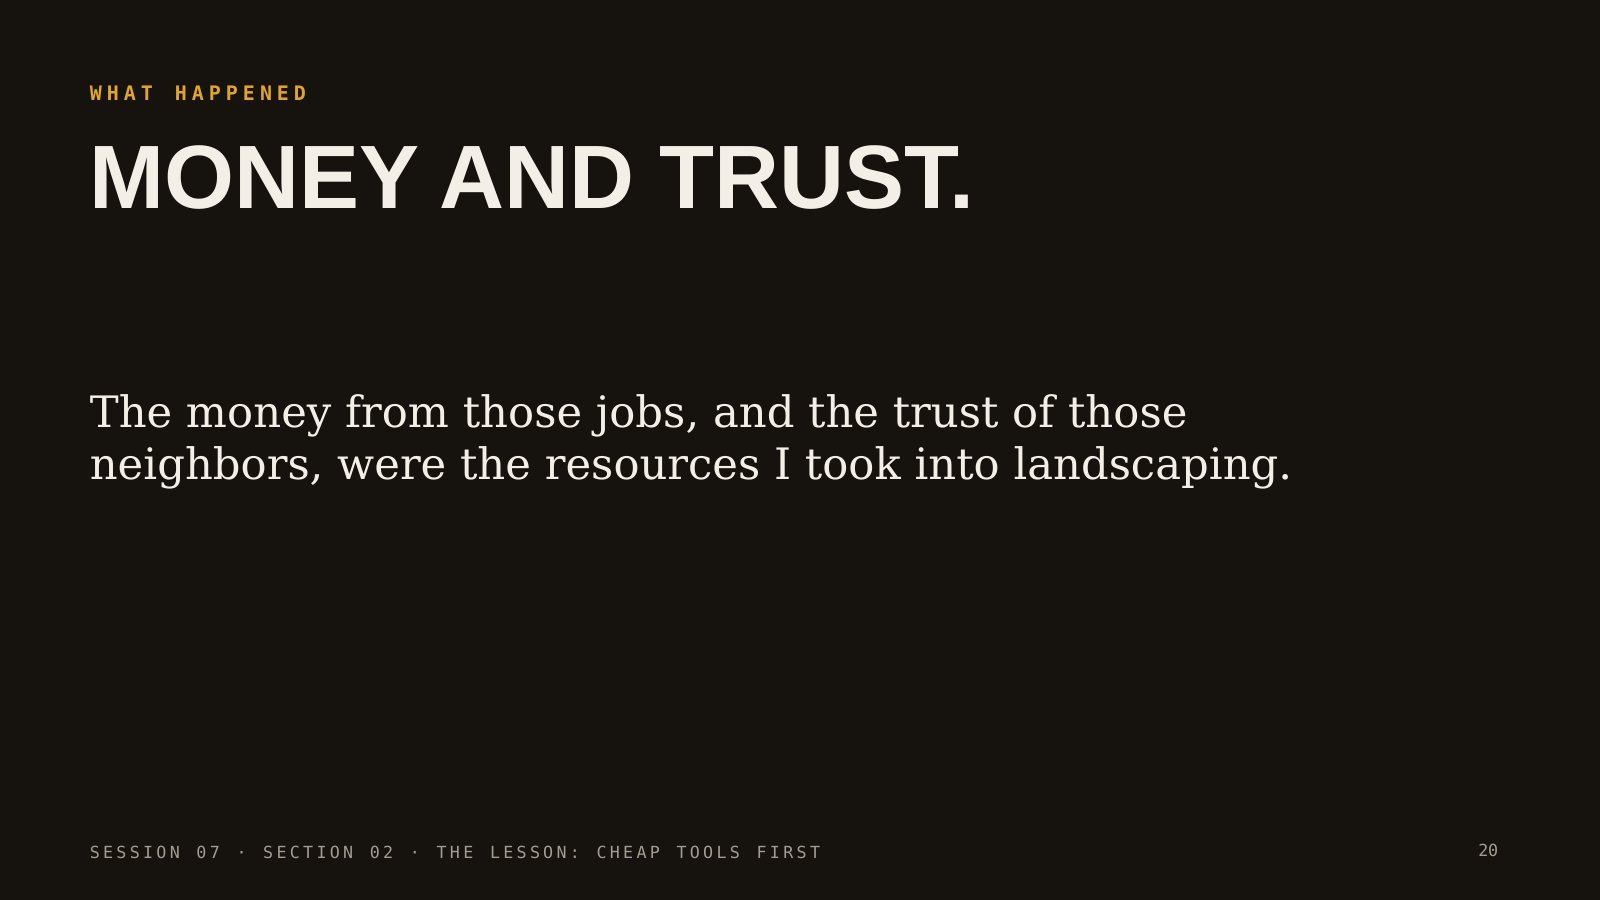 WHAT HAPPENED
MONEY AND TRUST.
The money from those jobs, and the trust of those
neighbors, were the resources I took into landscaping.
SESSION 07 · SECTION 02 · THE LESSON: CHEAP TOOLS FIRST
20